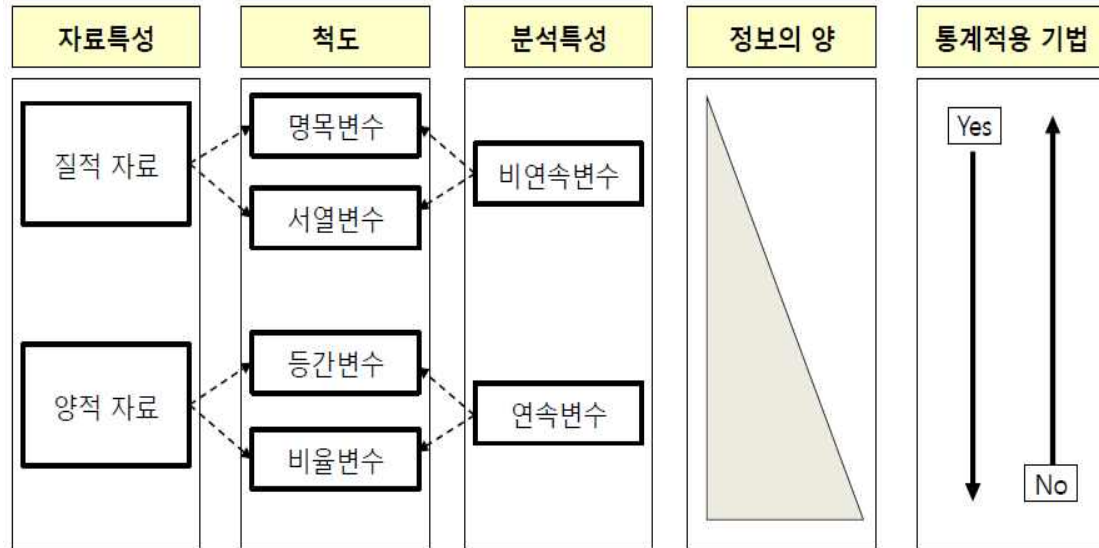 자료특성
척도
분석특성
정보의 양
통계적용 기법
질적 자료
명목변수
서열변수
비연속변수
Yes
양적 자료
등간변수
비율변수
연속변수
No